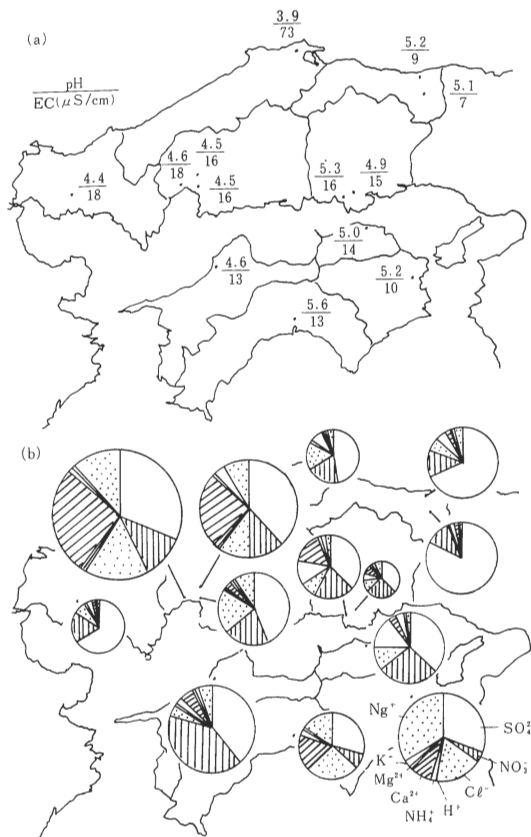 (a)
3.9
73
5.2
9
pH
EC(μS/cm)
5.1
7
4.5
16
4.6
18
4.4
18
4.5
16
5.3
16
4.9
15
5.0
14
4.6
13
5.2
10
5.6
13
(b)
Ng⁺
SO₄²⁻
K⁻
NO₃⁻
Mg²⁺
Ca²⁺
Cℓ⁻
NH₄⁺
H⁺